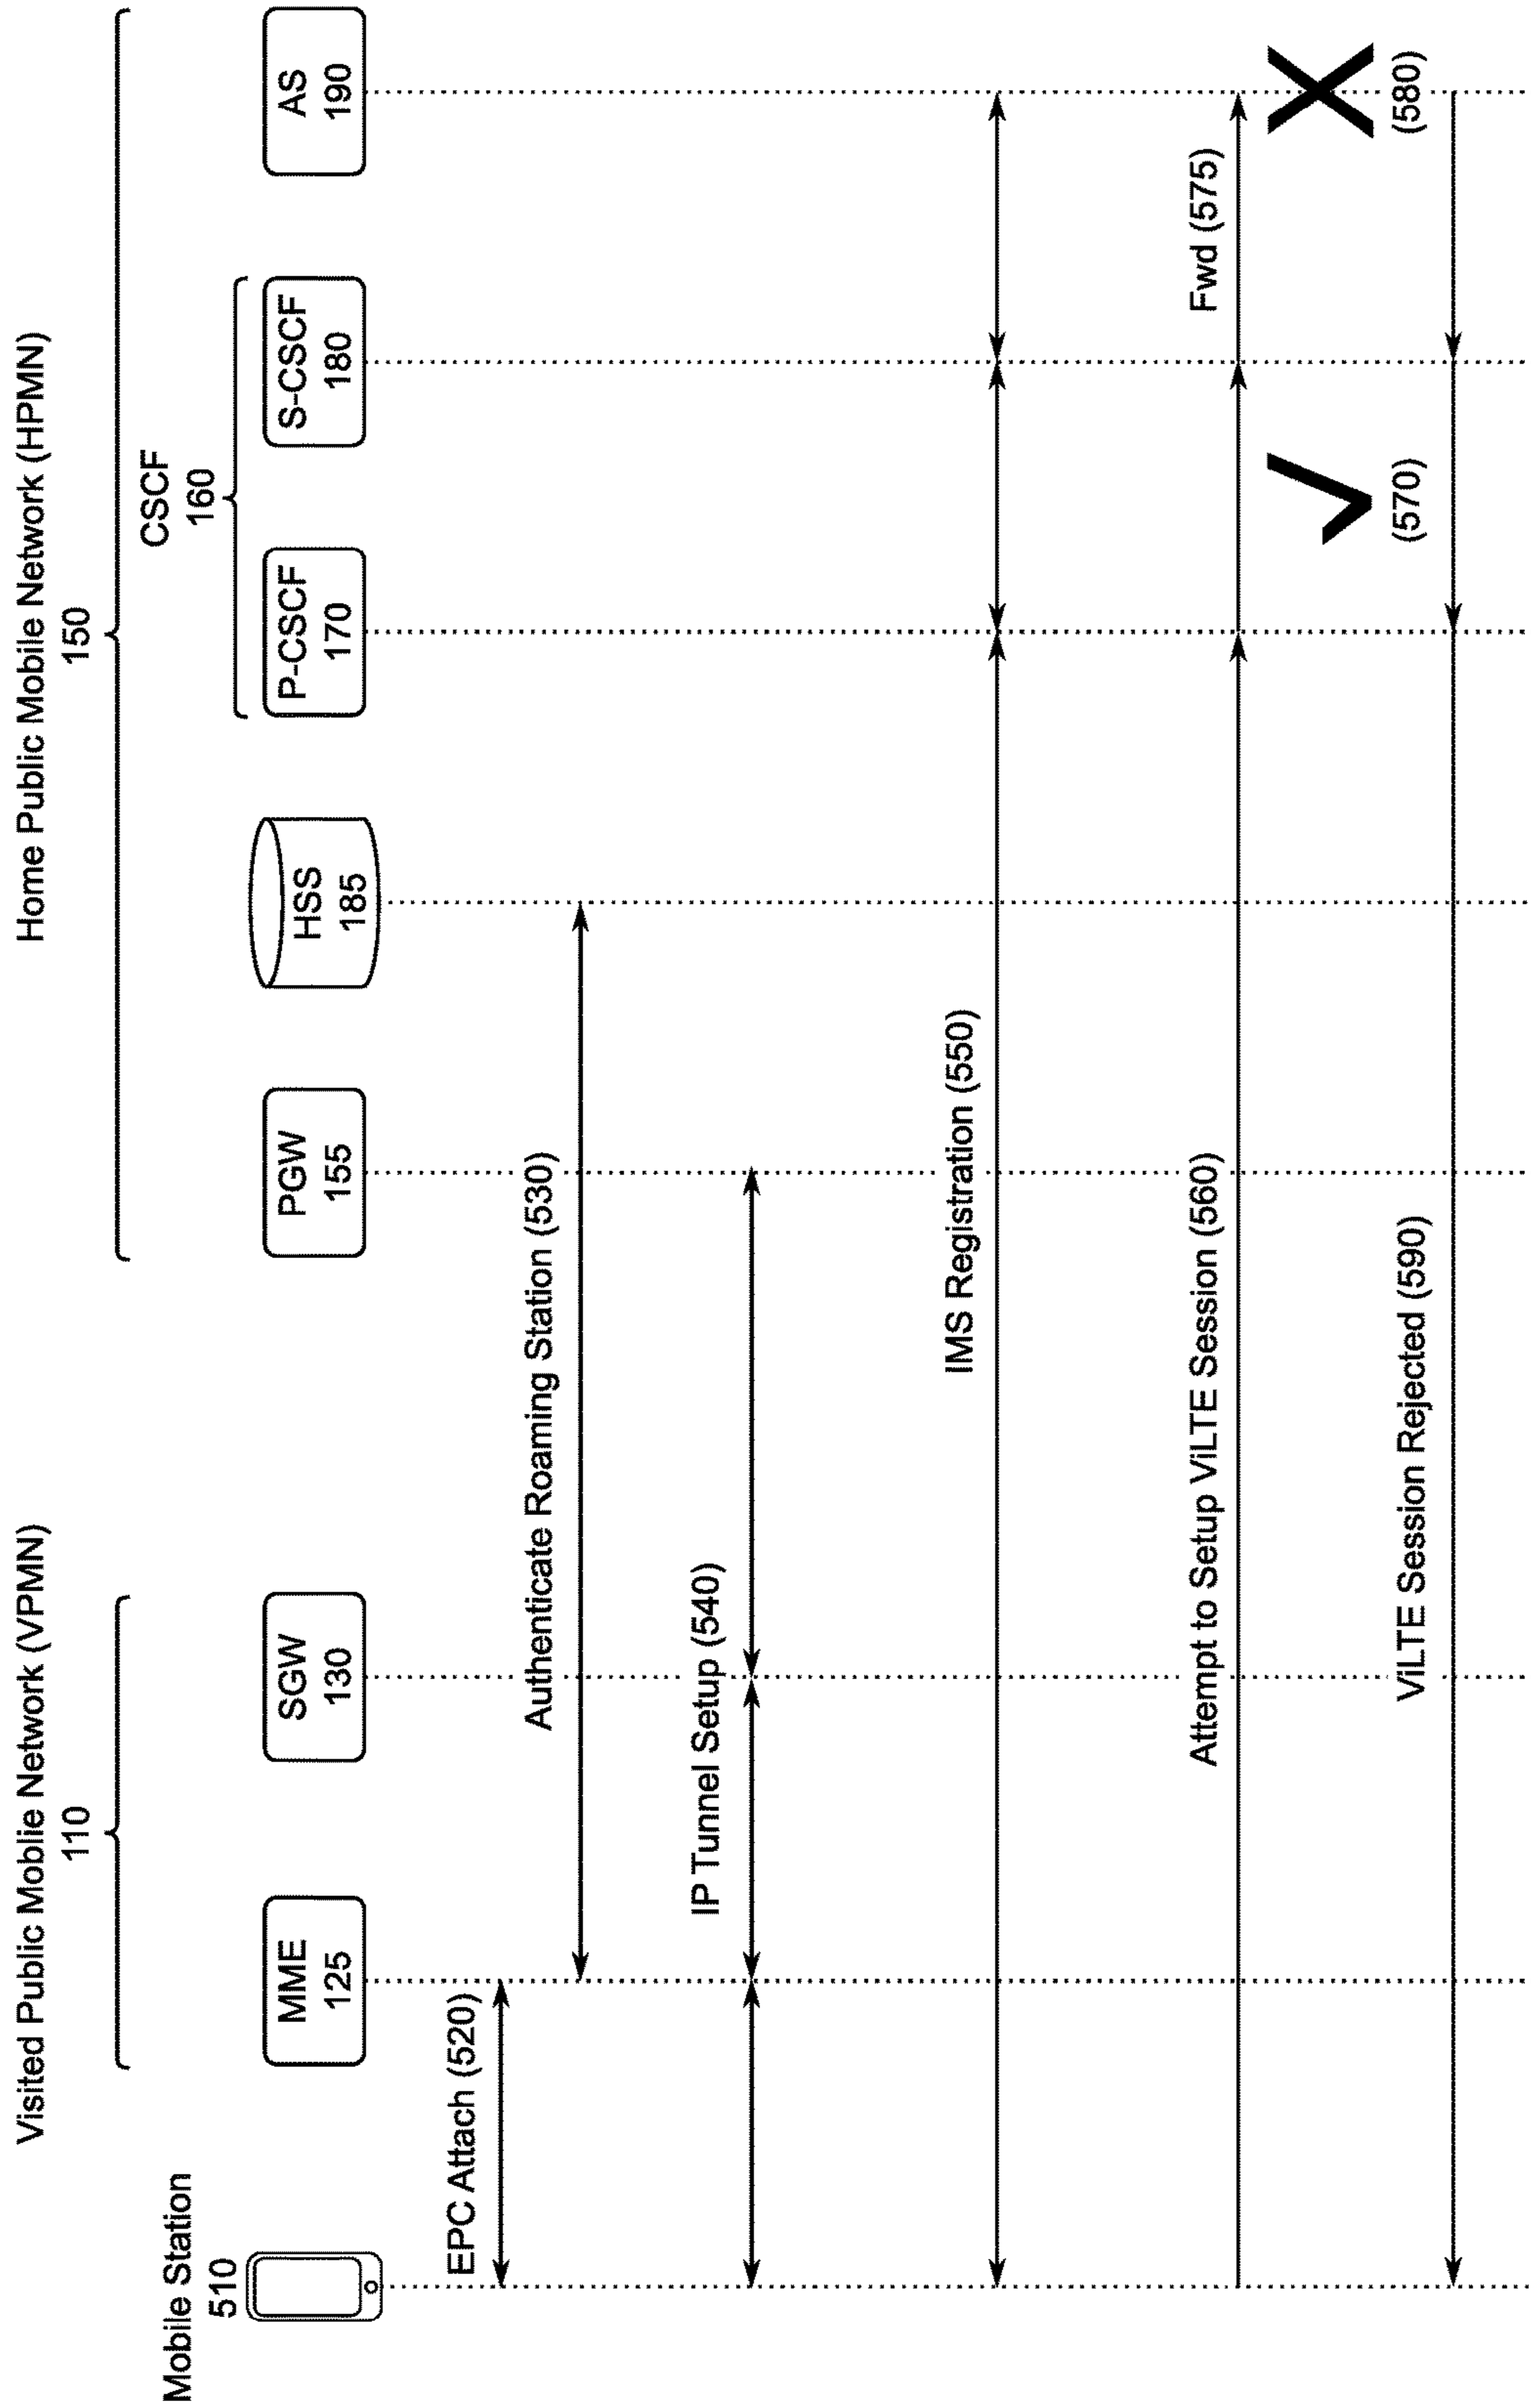 Visited Public Moblie Network (VPMN)
110
Home Public Mobile Network (HPMN)
150
CSCF
160
Mobile Station
510
MME
125
SGW
130
PGW
155
HSS
185
P-CSCF
170
S-CSCF
180
AS
190
EPC Attach (520)
Authenticate Roaming Station (530)
IP Tunnel Setup (540)
IMS Registration (550)
Attempt to Setup ViLTE Session (560)
Fwd (575)
(570)
(580)
ViLTE Session Rejected (590)